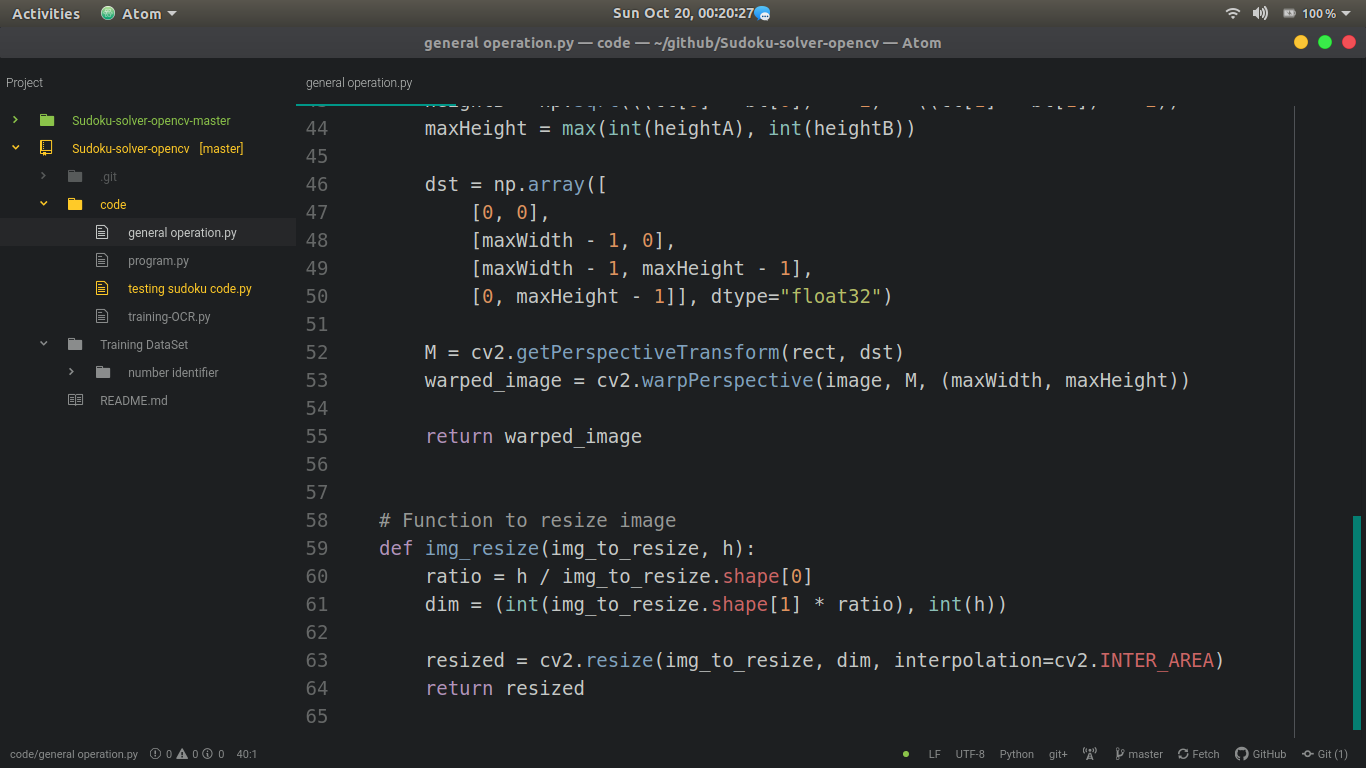 Activities Atom Sun Oct 20, 00:20:27 100 %
general operation.py — code — ~/github/Sudoku-solver-opencv — Atom
Project
general operation.py
Sudoku-solver-opencv-master
Sudoku-solver-opencv [master]
.git
code
general operation.py
program.py
testing sudoku code.py
training-OCR.py
Training DataSet
number identifier
README.md
44 maxHeight = max(int(heightA), int(heightB))
45
46 dst = np.array([
47 [0, 0],
48 [maxWidth - 1, 0],
49 [maxWidth - 1, maxHeight - 1],
50 [0, maxHeight - 1]], dtype="float32")
51
52 M = cv2.getPerspectiveTransform(rect, dst)
53 warped_image = cv2.warpPerspective(image, M, (maxWidth, maxHeight))
54
55 return warped_image
56
57
58 # Function to resize image
59 def img_resize(img_to_resize, h):
60 ratio = h / img_to_resize.shape[0]
61 dim = (int(img_to_resize.shape[1] * ratio), int(h))
62
63 resized = cv2.resize(img_to_resize, dim, interpolation=cv2.INTER_AREA)
64 return resized
65
code/general operation.py 0 0 0 40:1 LF UTF-8 Python git+ master Fetch GitHub Git (1)